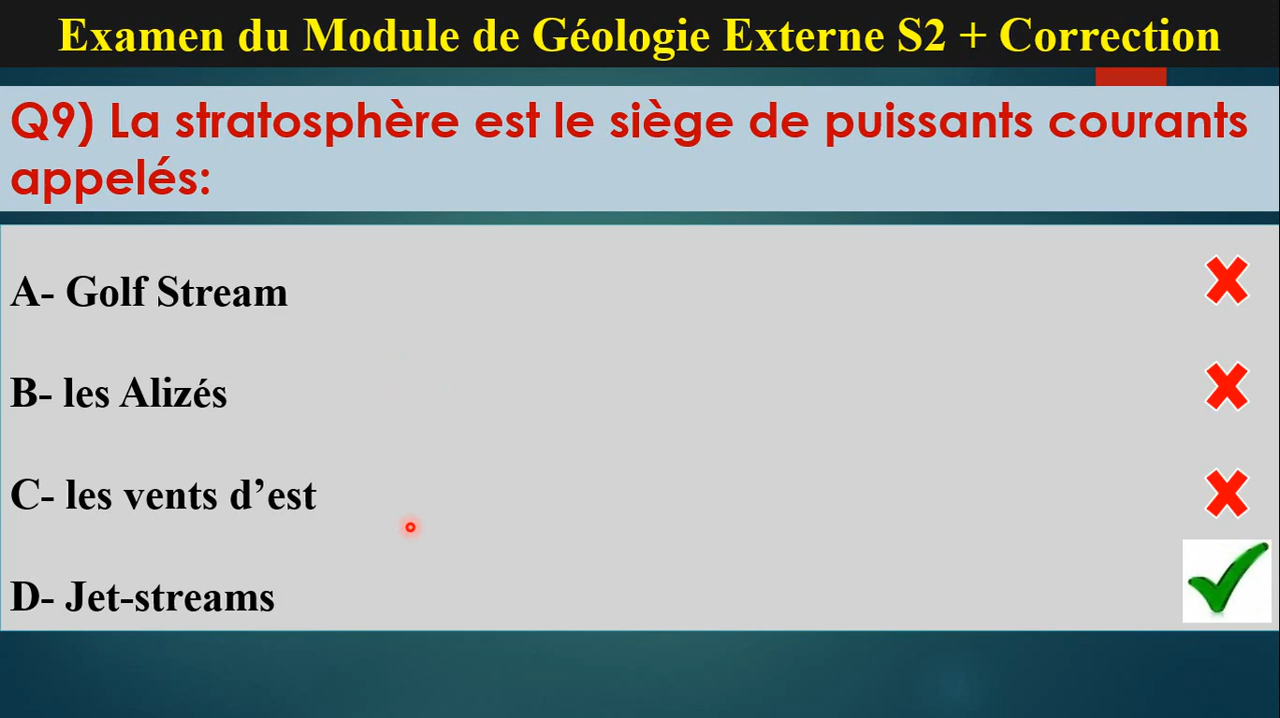 Examen du Module de Géologie Externe S2 + Correction
Q9) La stratosphère est le siège de puissants courants
appelés:
A- Golf Stream
B- les Alizés
C- les vents d’est
D- Jet-streams